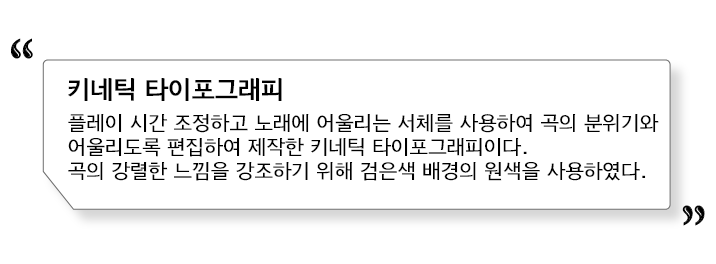 “
키네틱 타이포그래피
플레이 시간 조정하고 노래에 어울리는 서체를 사용하여 곡의 분위기와
어울리도록 편집하여 제작한 키네틱 타이포그래피이다.
곡의 강렬한 느낌을 강조하기 위해 검은색 배경의 원색을 사용하였다.
”